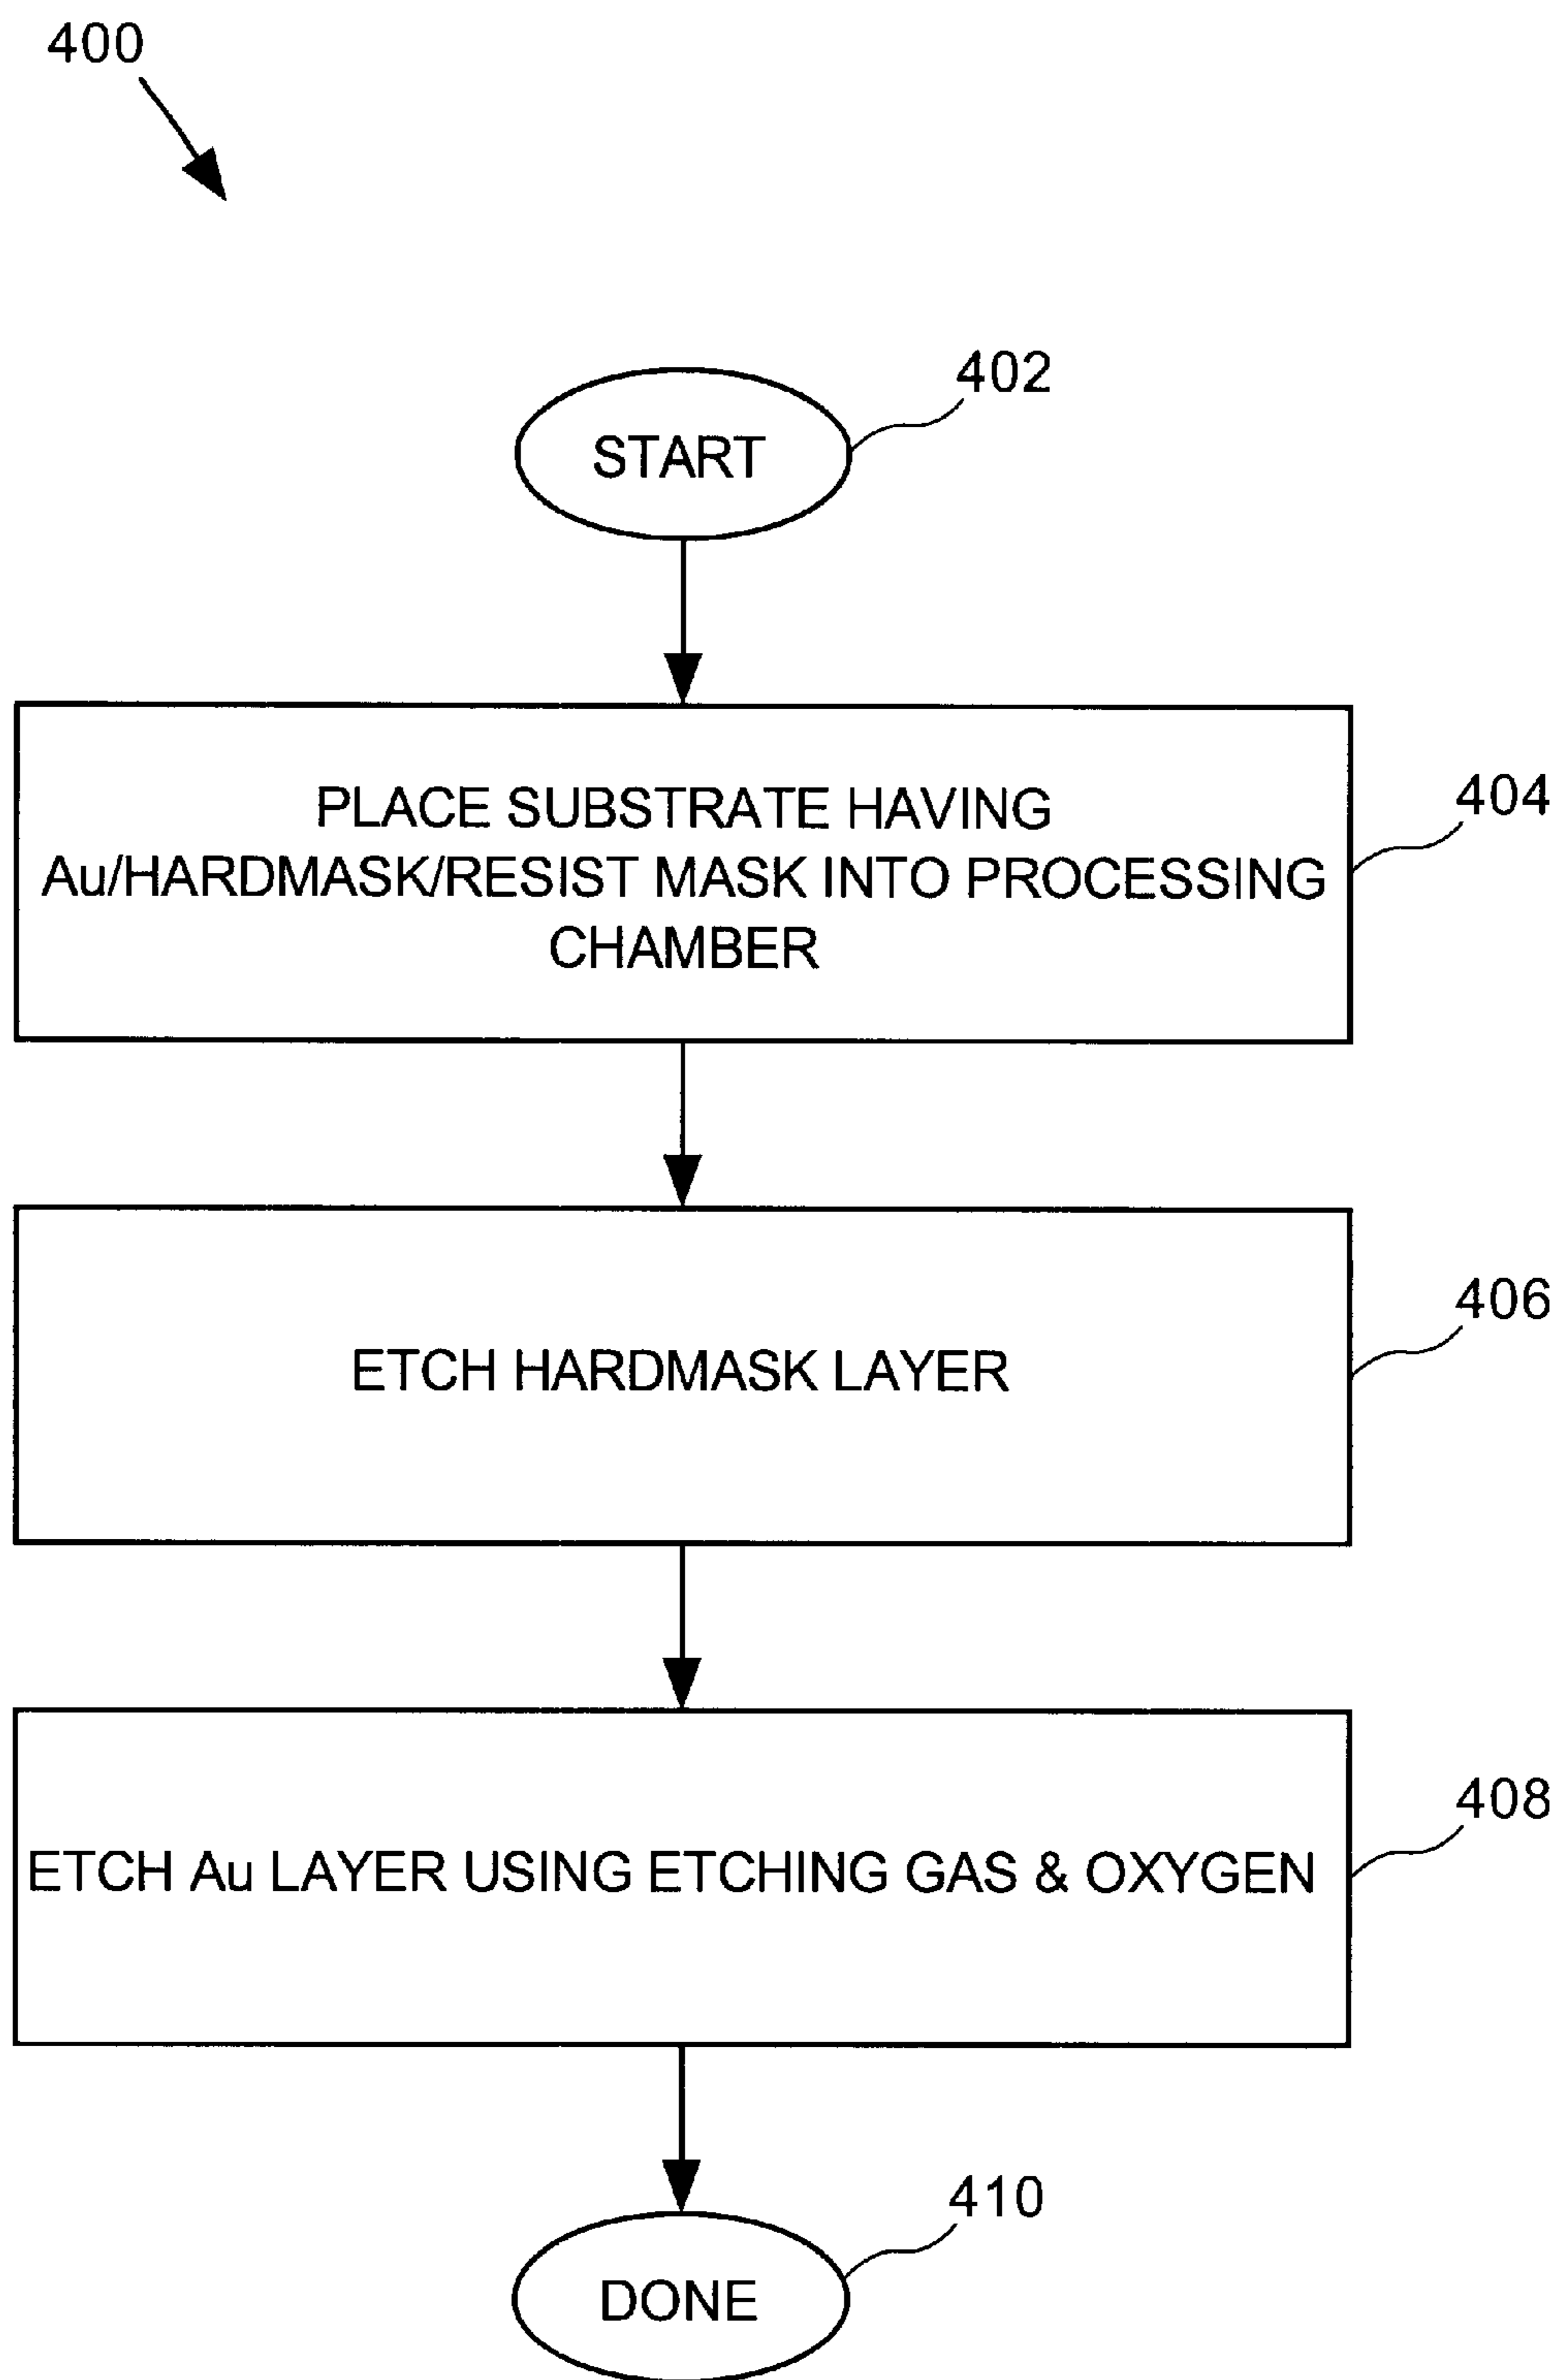 400
402
START
PLACE SUBSTRATE HAVING
Au/HARDMASK/RESIST MASK INTO PROCESSING
CHAMBER
404
ETCH HARDMASK LAYER
406
ETCH Au LAYER USING ETCHING GAS & OXYGEN
408
410
DONE